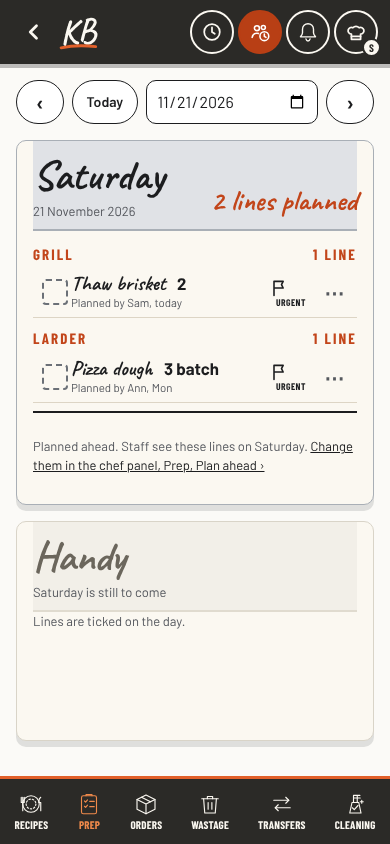 KB
S
‹
Today
11/21/2026
›
Saturday
21 November 2026
2 lines planned
GRILL
1 LINE
Thaw brisket 2
Planned by Sam, today
URGENT
...
LARDER
1 LINE
Pizza dough 3 batch
Planned by Ann, Mon
URGENT
...
Planned ahead. Staff see these lines on Saturday. Change
them in the chef panel, Prep, Plan ahead ›
Handy
Saturday is still to come
Lines are ticked on the day.
RECIPES
PREP
ORDERS
WASTAGE
TRANSFERS
CLEANING